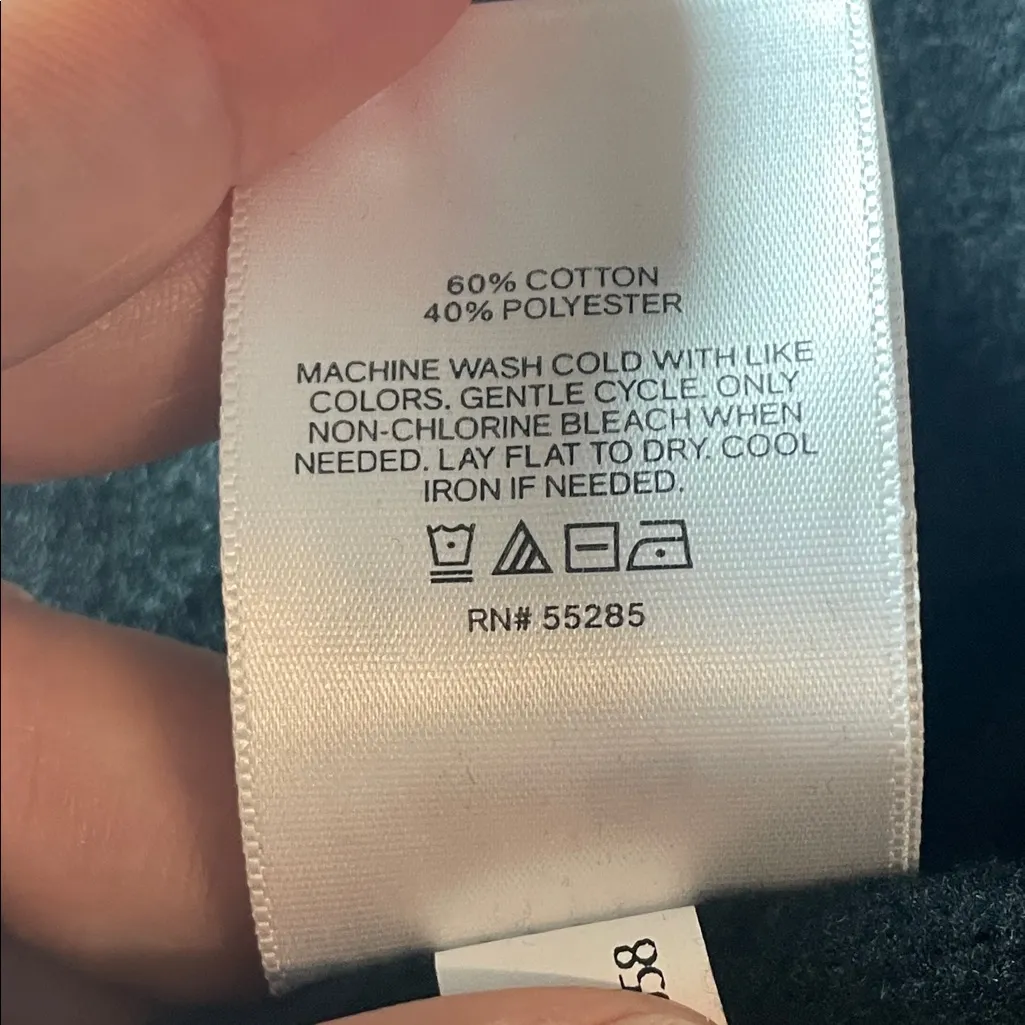 60% COTTON
40% POLYESTER
MACHINE WASH COLD WITH LIKE
COLORS. GENTLE CYCLE. ONLY
NON-CHLORINE BLEACH WHEN
NEEDED. LAY FLAT TO DRY. COOL
IRON IF NEEDED.
RN# 55285
58